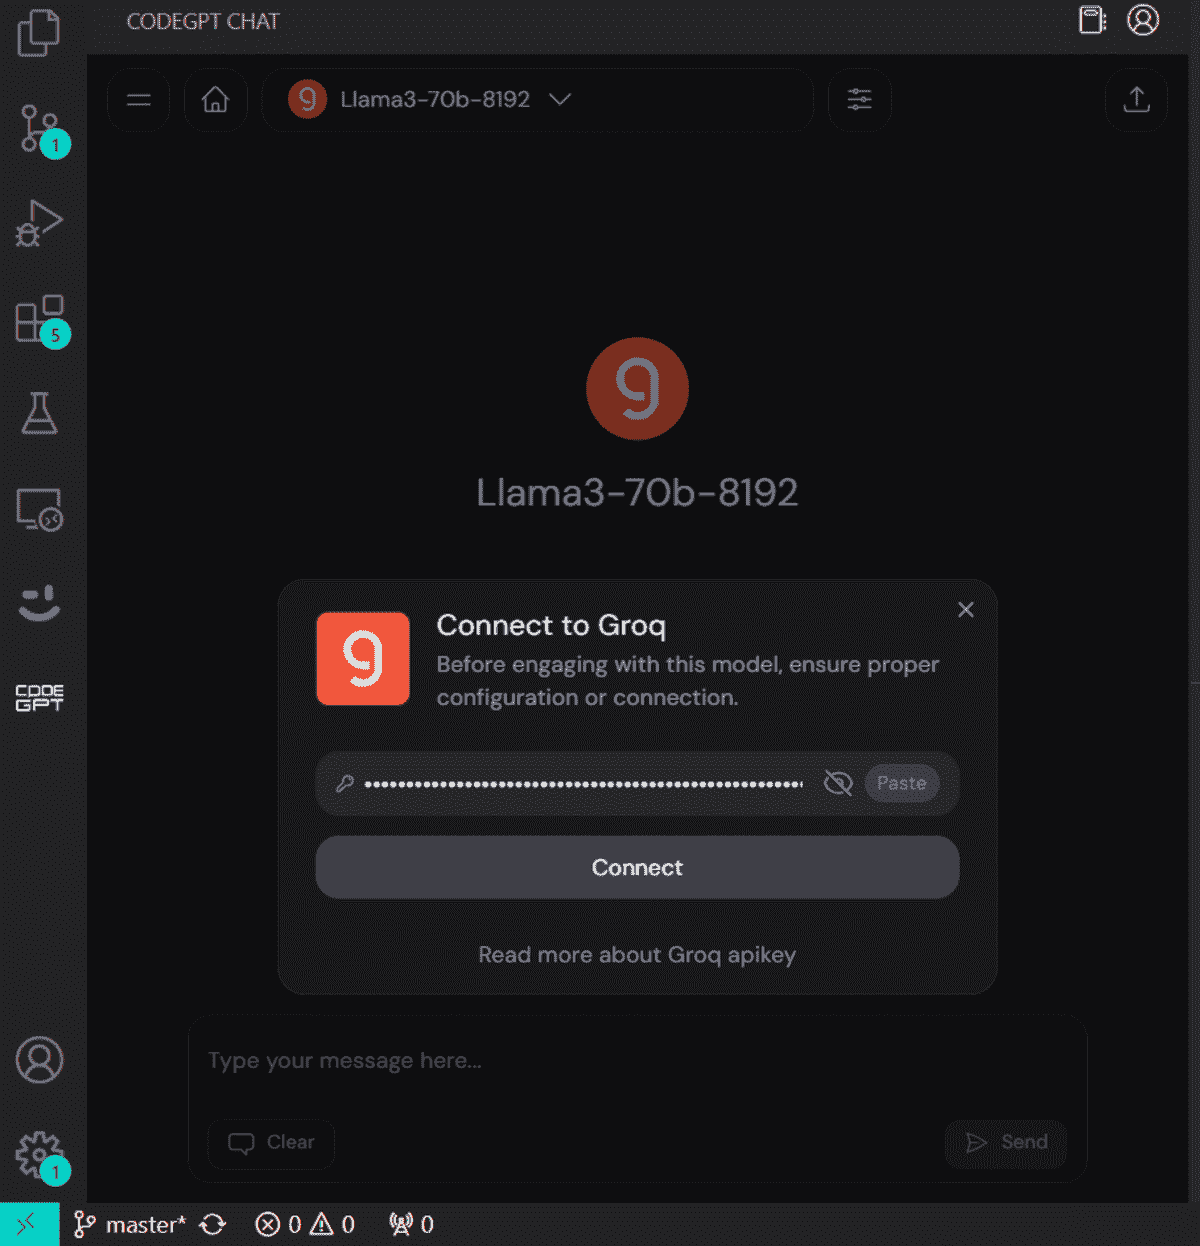 CODEGPT CHAT
Llama3-70b-8192
1
5
Llama3-70b-8192
Connect to Groq
Before engaging with this model, ensure proper
configuration or connection.
Paste
Connect
Read more about Groq apikey
CODE
GPT
Type your message here...
Clear
Send
1
master* 0 0 0